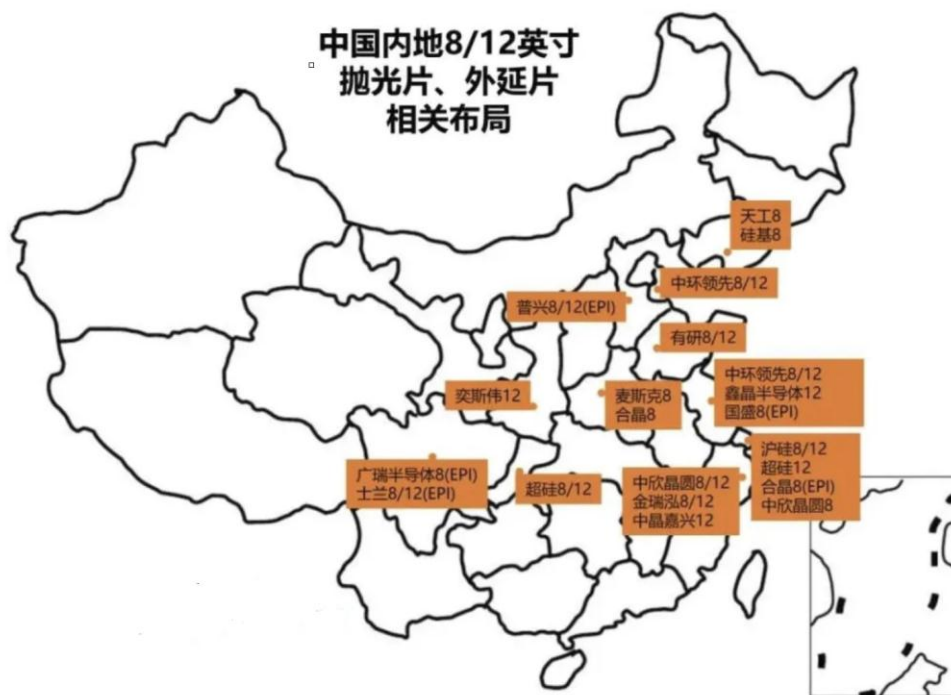 中国内地8/12英寸
抛光片、外延片
相关布局
天工8
硅基8
中环领先8/12
普兴8/12(EPI)
有研8/12
中环领先8/12
鑫晶半导体12
国盛8(EPI)
奕斯伟12
麦斯克8
合晶8
沪硅8/12
超硅12
合晶8(EPI)
中欣晶圆8
广瑞半导体8(EPI)
士兰8/12(EPI)
超硅8/12
中欣晶圆8/12
金瑞泓8/12
中晶嘉兴12